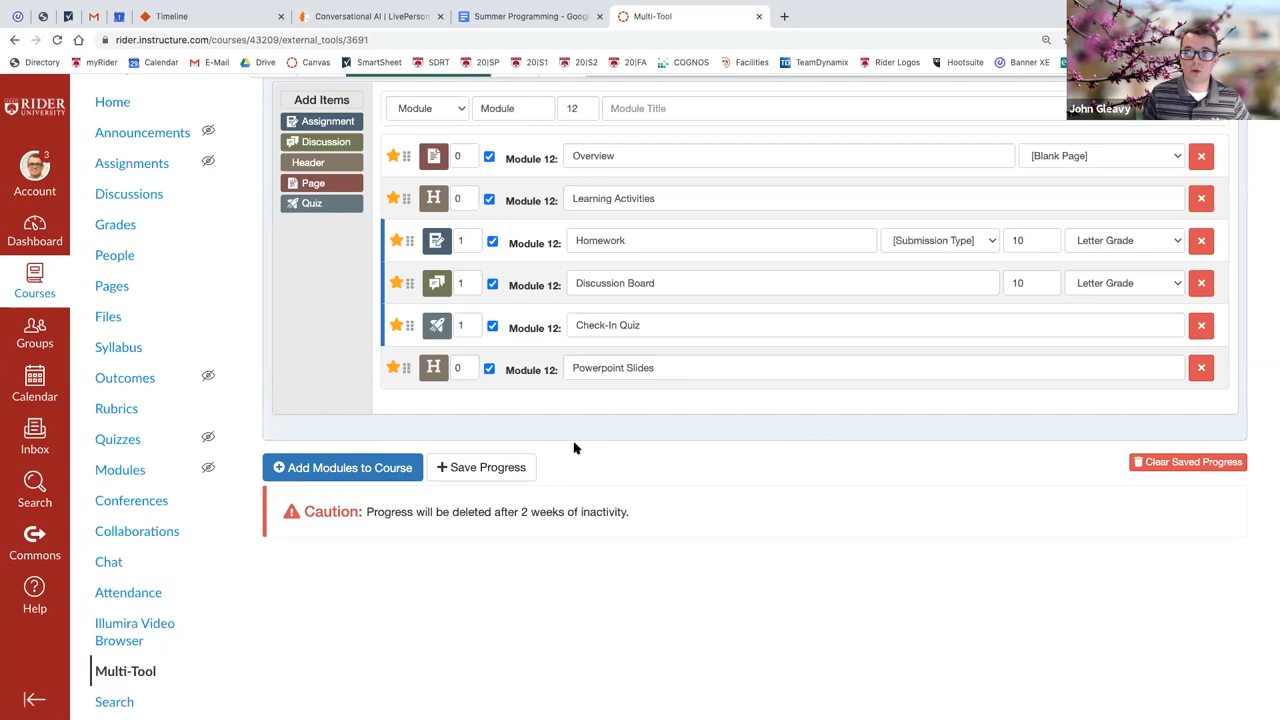 Timeline
Conversational AI | LivePerson
Summer Programming - Googl
Multi-Tool
rider.instructure.com/courses/43209/external_tools/3691
Directory
myRider
Calendar
E-Mail
Drive
Canvas
SmartSheet
SDRT
20|SP
20|S1
20|S2
20|FA
COGNOS
Facilities
TeamDynamix
Rider Logos
Hootsuite
Banner XE
John Gleavy
RIDER
UNIVERSITY
3
Account
Dashboard
Courses
Groups
Calendar
Inbox
Search
Commons
Help
Home
Announcements
Assignments
Discussions
Grades
People
Pages
Files
Syllabus
Outcomes
Rubrics
Quizzes
Modules
Conferences
Collaborations
Chat
Attendance
Illumira Video
Browser
Multi-Tool
Search
Add Items
Assignment
Discussion
Header
Page
Quiz
Module Module 12 Module Title
0 Module 12: Overview [Blank Page]
H 0 Module 12: Learning Activities
1 Module 12: Homework [Submission Type] 10 Letter Grade
1 Module 12: Discussion Board 10 Letter Grade
1 Module 12: Check-In Quiz
H 0 Module 12: Powerpoint Slides
Add Modules to Course
+ Save Progress
Clear Saved Progress
Caution: Progress will be deleted after 2 weeks of inactivity.